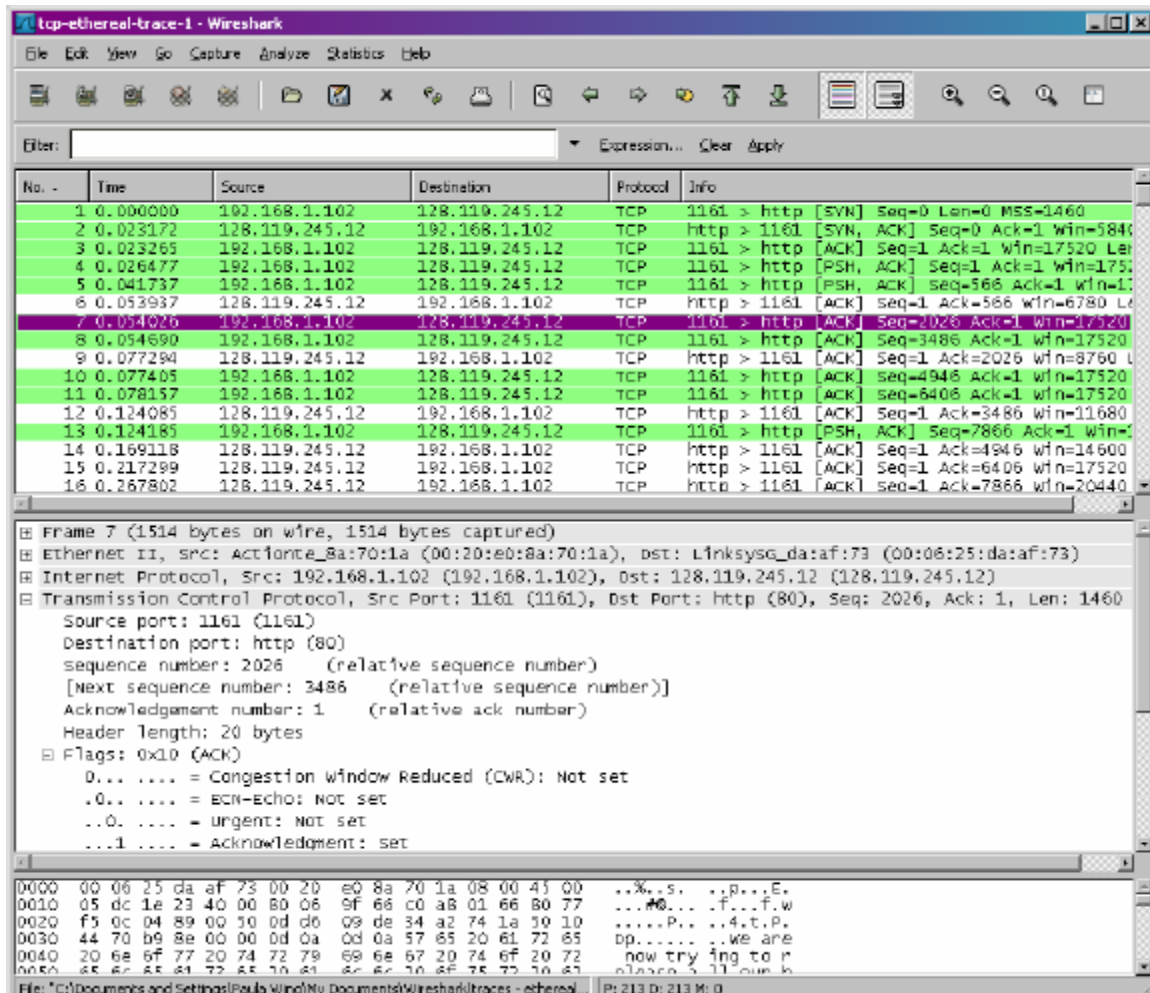 tcp-ethereal-trace-1 - Wireshark
File Edit View Go Capture Analyze Statistics Help
Filter: Expression... Clear Apply
No. - Time Source Destination Protocol Info
1 0.000000 192.168.1.102 128.119.245.12 TCP 1161 > http [SYN] Seq=0 Len=0 MSS=1460
2 0.023172 128.119.245.12 192.168.1.102 TCP http > 1161 [SYN, ACK] Seq=0 Ack=1 Win=5840
3 0.023265 192.168.1.102 128.119.245.12 TCP 1161 > http [ACK] Seq=1 Ack=1 Win=17520 Len
4 0.026477 192.168.1.102 128.119.245.12 TCP 1161 > http [PSH, ACK] Seq=1 Ack=1 Win=1752
5 0.041737 192.168.1.102 128.119.245.12 TCP 1161 > http [PSH, ACK] Seq=566 Ack=1 Win=17
6 0.053937 128.119.245.12 192.168.1.102 TCP http > 1161 [ACK] Seq=1 Ack=566 Win=6780 Le
7 0.054026 192.168.1.102 128.119.245.12 TCP 1161 > http [ACK] Seq=2026 Ack=1 Win=17520
8 0.054690 192.168.1.102 128.119.245.12 TCP 1161 > http [ACK] Seq=3486 Ack=1 Win=17520
9 0.077294 128.119.245.12 192.168.1.102 TCP http > 1161 [ACK] Seq=1 Ack=2026 Win=8760 L
10 0.077405 192.168.1.102 128.119.245.12 TCP 1161 > http [ACK] Seq=4946 Ack=1 Win=17520
11 0.078157 192.168.1.102 128.119.245.12 TCP 1161 > http [ACK] Seq=6406 Ack=1 Win=17520
12 0.124085 128.119.245.12 192.168.1.102 TCP http > 1161 [ACK] Seq=1 Ack=3486 Win=11680
13 0.124185 192.168.1.102 128.119.245.12 TCP 1161 > http [PSH, ACK] Seq=7866 Ack=1 Win=1
14 0.169118 128.119.245.12 192.168.1.102 TCP http > 1161 [ACK] Seq=1 Ack=4946 Win=14600
15 0.217299 128.119.245.12 192.168.1.102 TCP http > 1161 [ACK] Seq=1 Ack=6406 Win=17520
16 0.267802 128.119.245.12 192.168.1.102 TCP http > 1161 [ACK] Seq=1 Ack=7866 Win=20440
Frame 7 (1514 bytes on wire, 1514 bytes captured)
Ethernet II, Src: Actionte_8a:70:1a (00:20:e0:8a:70:1a), Dst: LinksysG_da:af:73 (00:06:25:da:af:73)
Internet Protocol, Src: 192.168.1.102 (192.168.1.102), Dst: 128.119.245.12 (128.119.245.12)
Transmission Control Protocol, Src Port: 1161 (1161), Dst Port: http (80), Seq: 2026, Ack: 1, Len: 1460
Source port: 1161 (1161)
Destination port: http (80)
Sequence number: 2026 (relative sequence number)
[Next sequence number: 3486 (relative sequence number)]
Acknowledgement number: 1 (relative ack number)
Header length: 20 bytes
Flags: 0x10 (ACK)
0... .... = Congestion Window Reduced (CWR): Not set
.0.. .... = ECN-Echo: Not set
..0. .... = Urgent: Not set
...1 .... = Acknowledgment: Set
0000 00 06 25 da af 73 00 20 e0 8a 70 1a 08 00 45 00 ..%..s. ..p...E.
0010 05 dc 1e 23 40 00 80 06 9f 66 c0 a8 01 66 80 77 ...#@... .f...f.w
0020 f5 0c 04 89 00 50 0d d6 09 de 34 a2 74 1a 50 10 .....P.. ..4.t.P.
0030 44 70 b9 8e 00 00 0d 0a 0d 0a 57 65 20 61 72 65 Dp...... ..We are
0040 20 6e 6f 77 20 74 72 79 69 6e 67 20 74 6f 20 72 now try ing to r
File: "C:\Documents and Settings\Paula Wing\My Documents\Wireshark\traces - ethereal... P: 213 D: 213 M: 0